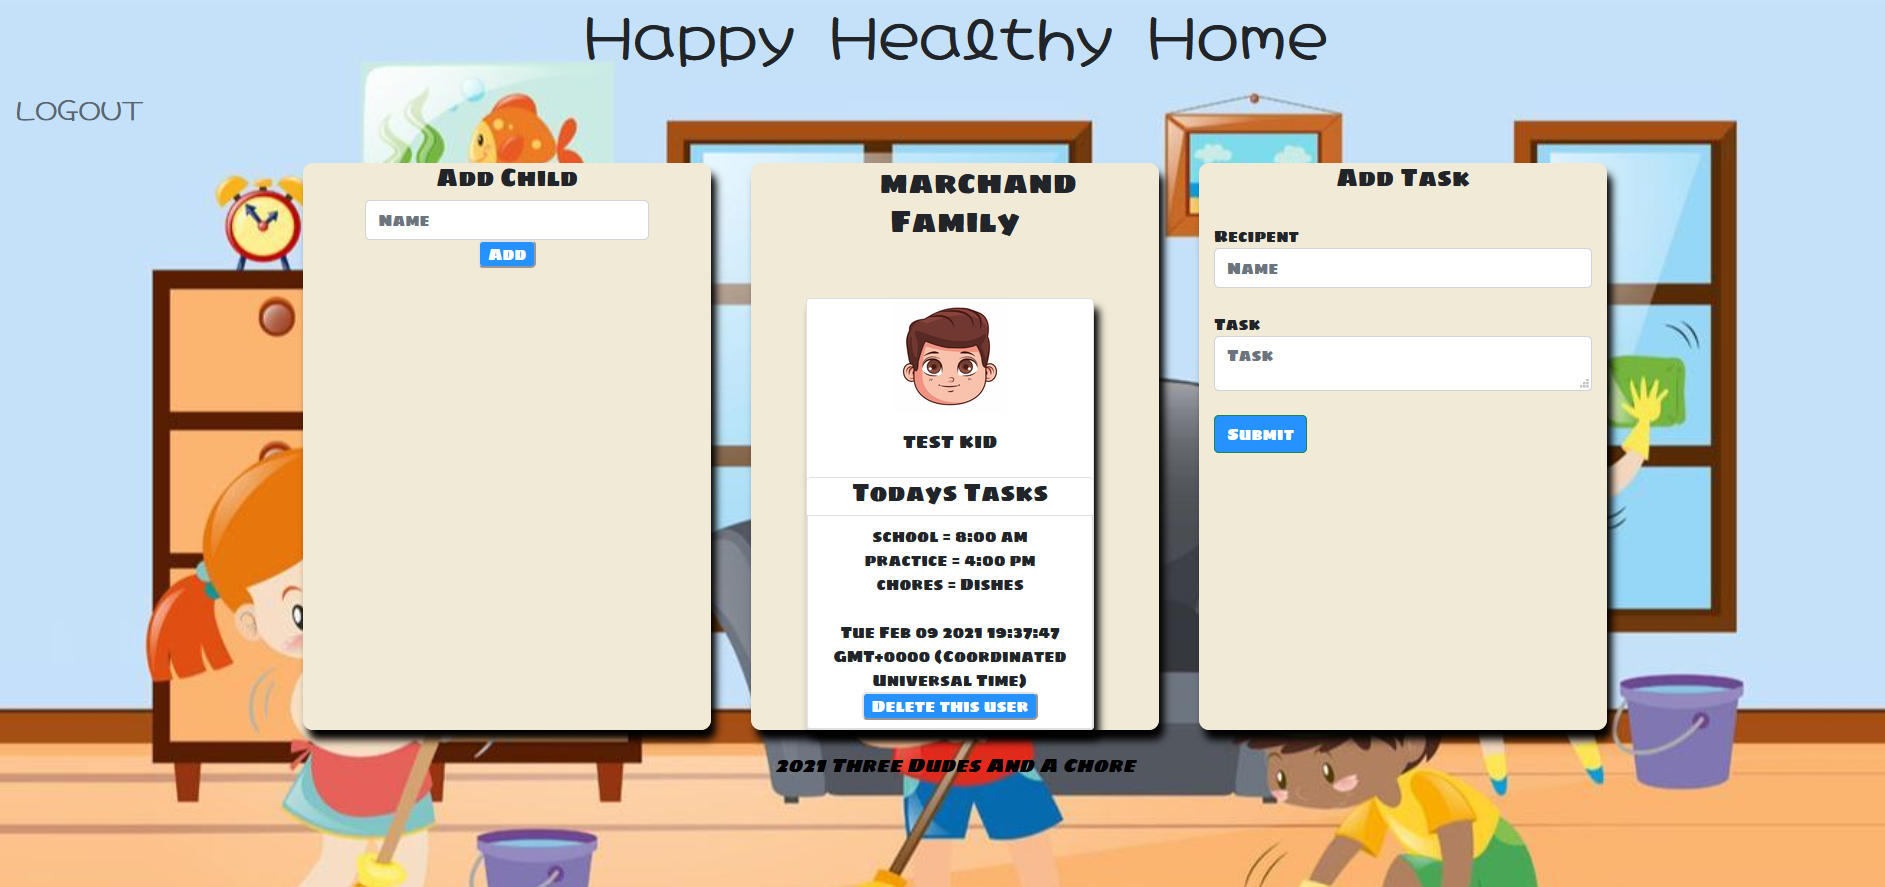 Happy Healthy Home
LOGOUT
Add Child
Name
Add
MARCHAND
Family
TEST KID
Todays Tasks
SCHOOL = 8:00 AM
PRACTICE = 4:00 PM
CHORES = Dishes
Tue Feb 09 2021 19:37:47
GMT+0000 (Coordinated
Universal Time)
Delete this user
Add Task
Recipent
Name
Task
Task
Submit
2021 Three Dudes And A Chore